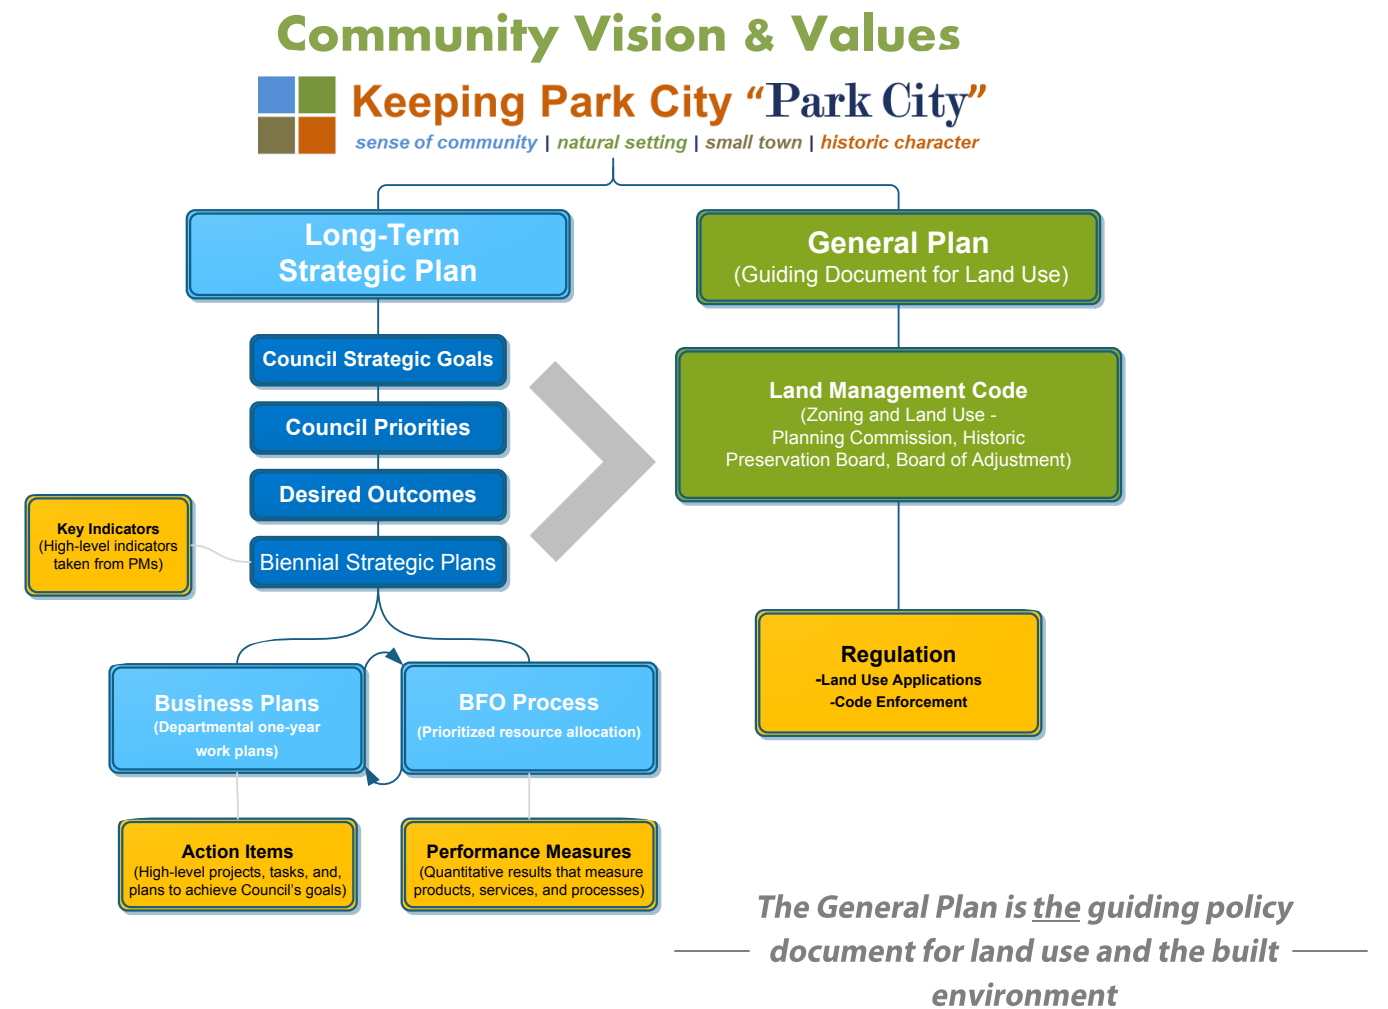 Community Vision & Values
Keeping Park City “Park City”
sense of community | natural setting | small town | historic character
Long-Term
Strategic Plan
General Plan
(Guiding Document for Land Use)
Council Strategic Goals
Council Priorities
Desired Outcomes
Biennial Strategic Plans
Land Management Code
(Zoning and Land Use -
Planning Commission, Historic
Preservation Board, Board of Adjustment)
Key Indicators
(High-level indicators
taken from PMs)
Business Plans
(Departmental one-year
work plans)
BFO Process
(Prioritized resource allocation)
Regulation
-Land Use Applications
-Code Enforcement
Action Items
(High-level projects, tasks, and,
plans to achieve Council's goals)
Performance Measures
(Quantitative results that measure
products, services, and processes)
The General Plan is the guiding policy
document for land use and the built
environment